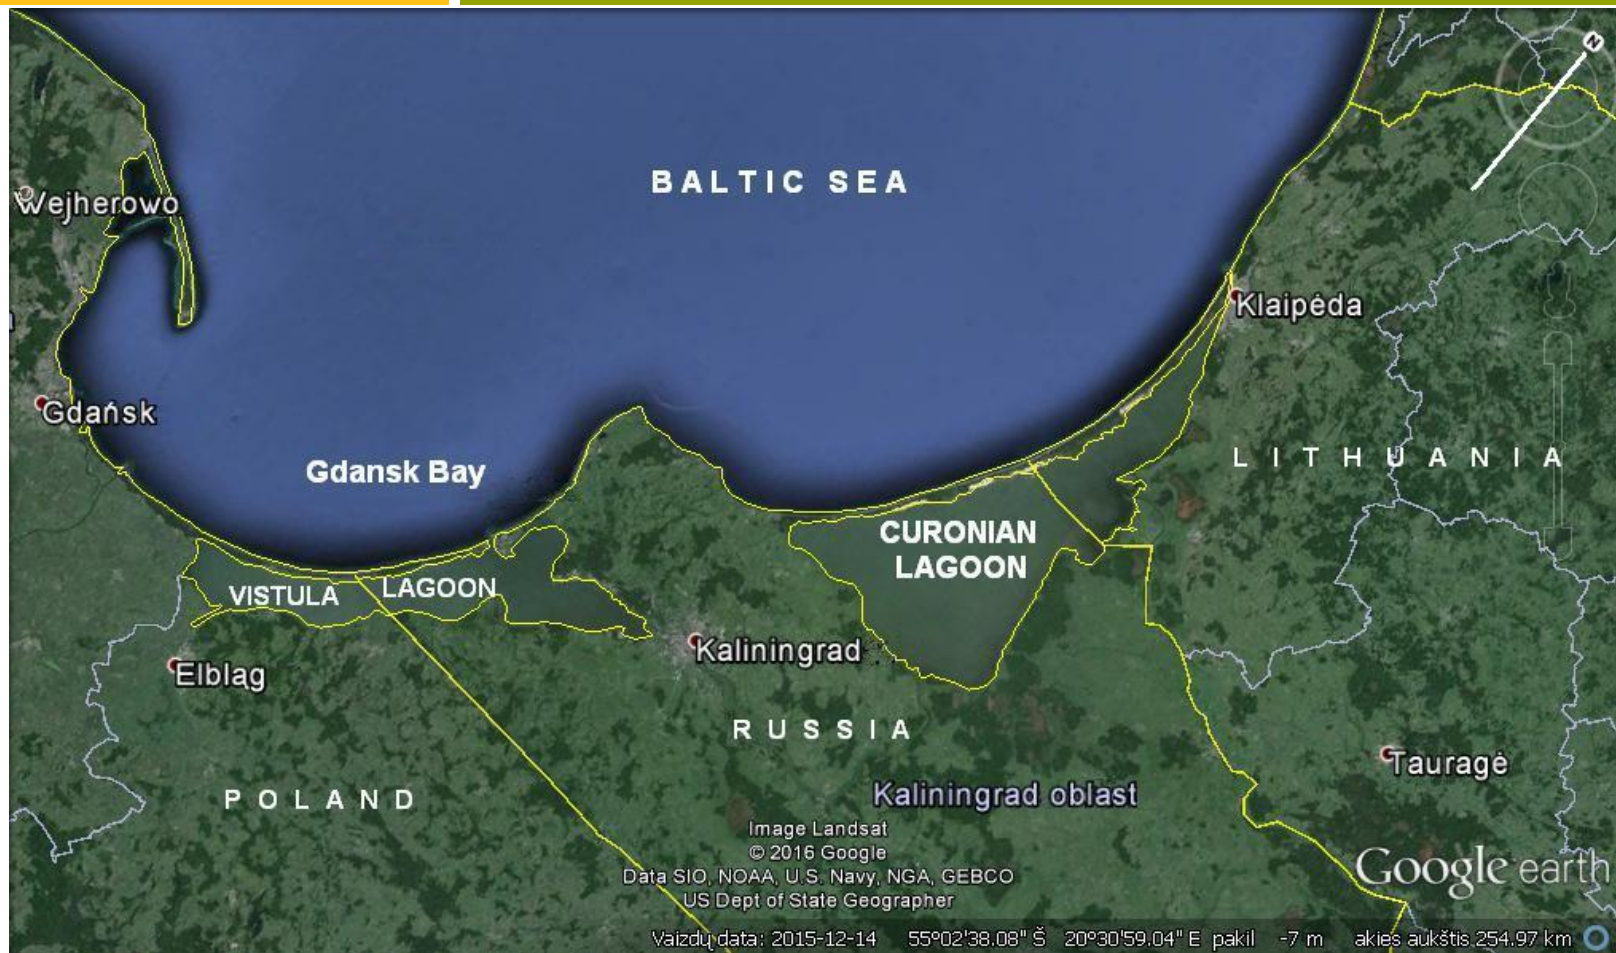 N
BALTIC SEA
Wejherowo
Klaipėda
Gdańsk
Gdansk Bay
LITHUANIA
CURONIAN
LAGOON
VISTULA LAGOON
Kaliningrad
Elbląg
RUSSIA
Tauragė
POLAND
Kaliningrad oblast
Image Landsat
© 2016 Google
Data SIO, NOAA, U.S. Navy, NGA, GEBCO
US Dept of State Geographer
Google earth
Vaizdų data: 2015-12-14 55°02'38.08" Š 20°30'59.04" E pakil -7 m akies aukštis 254.97 km